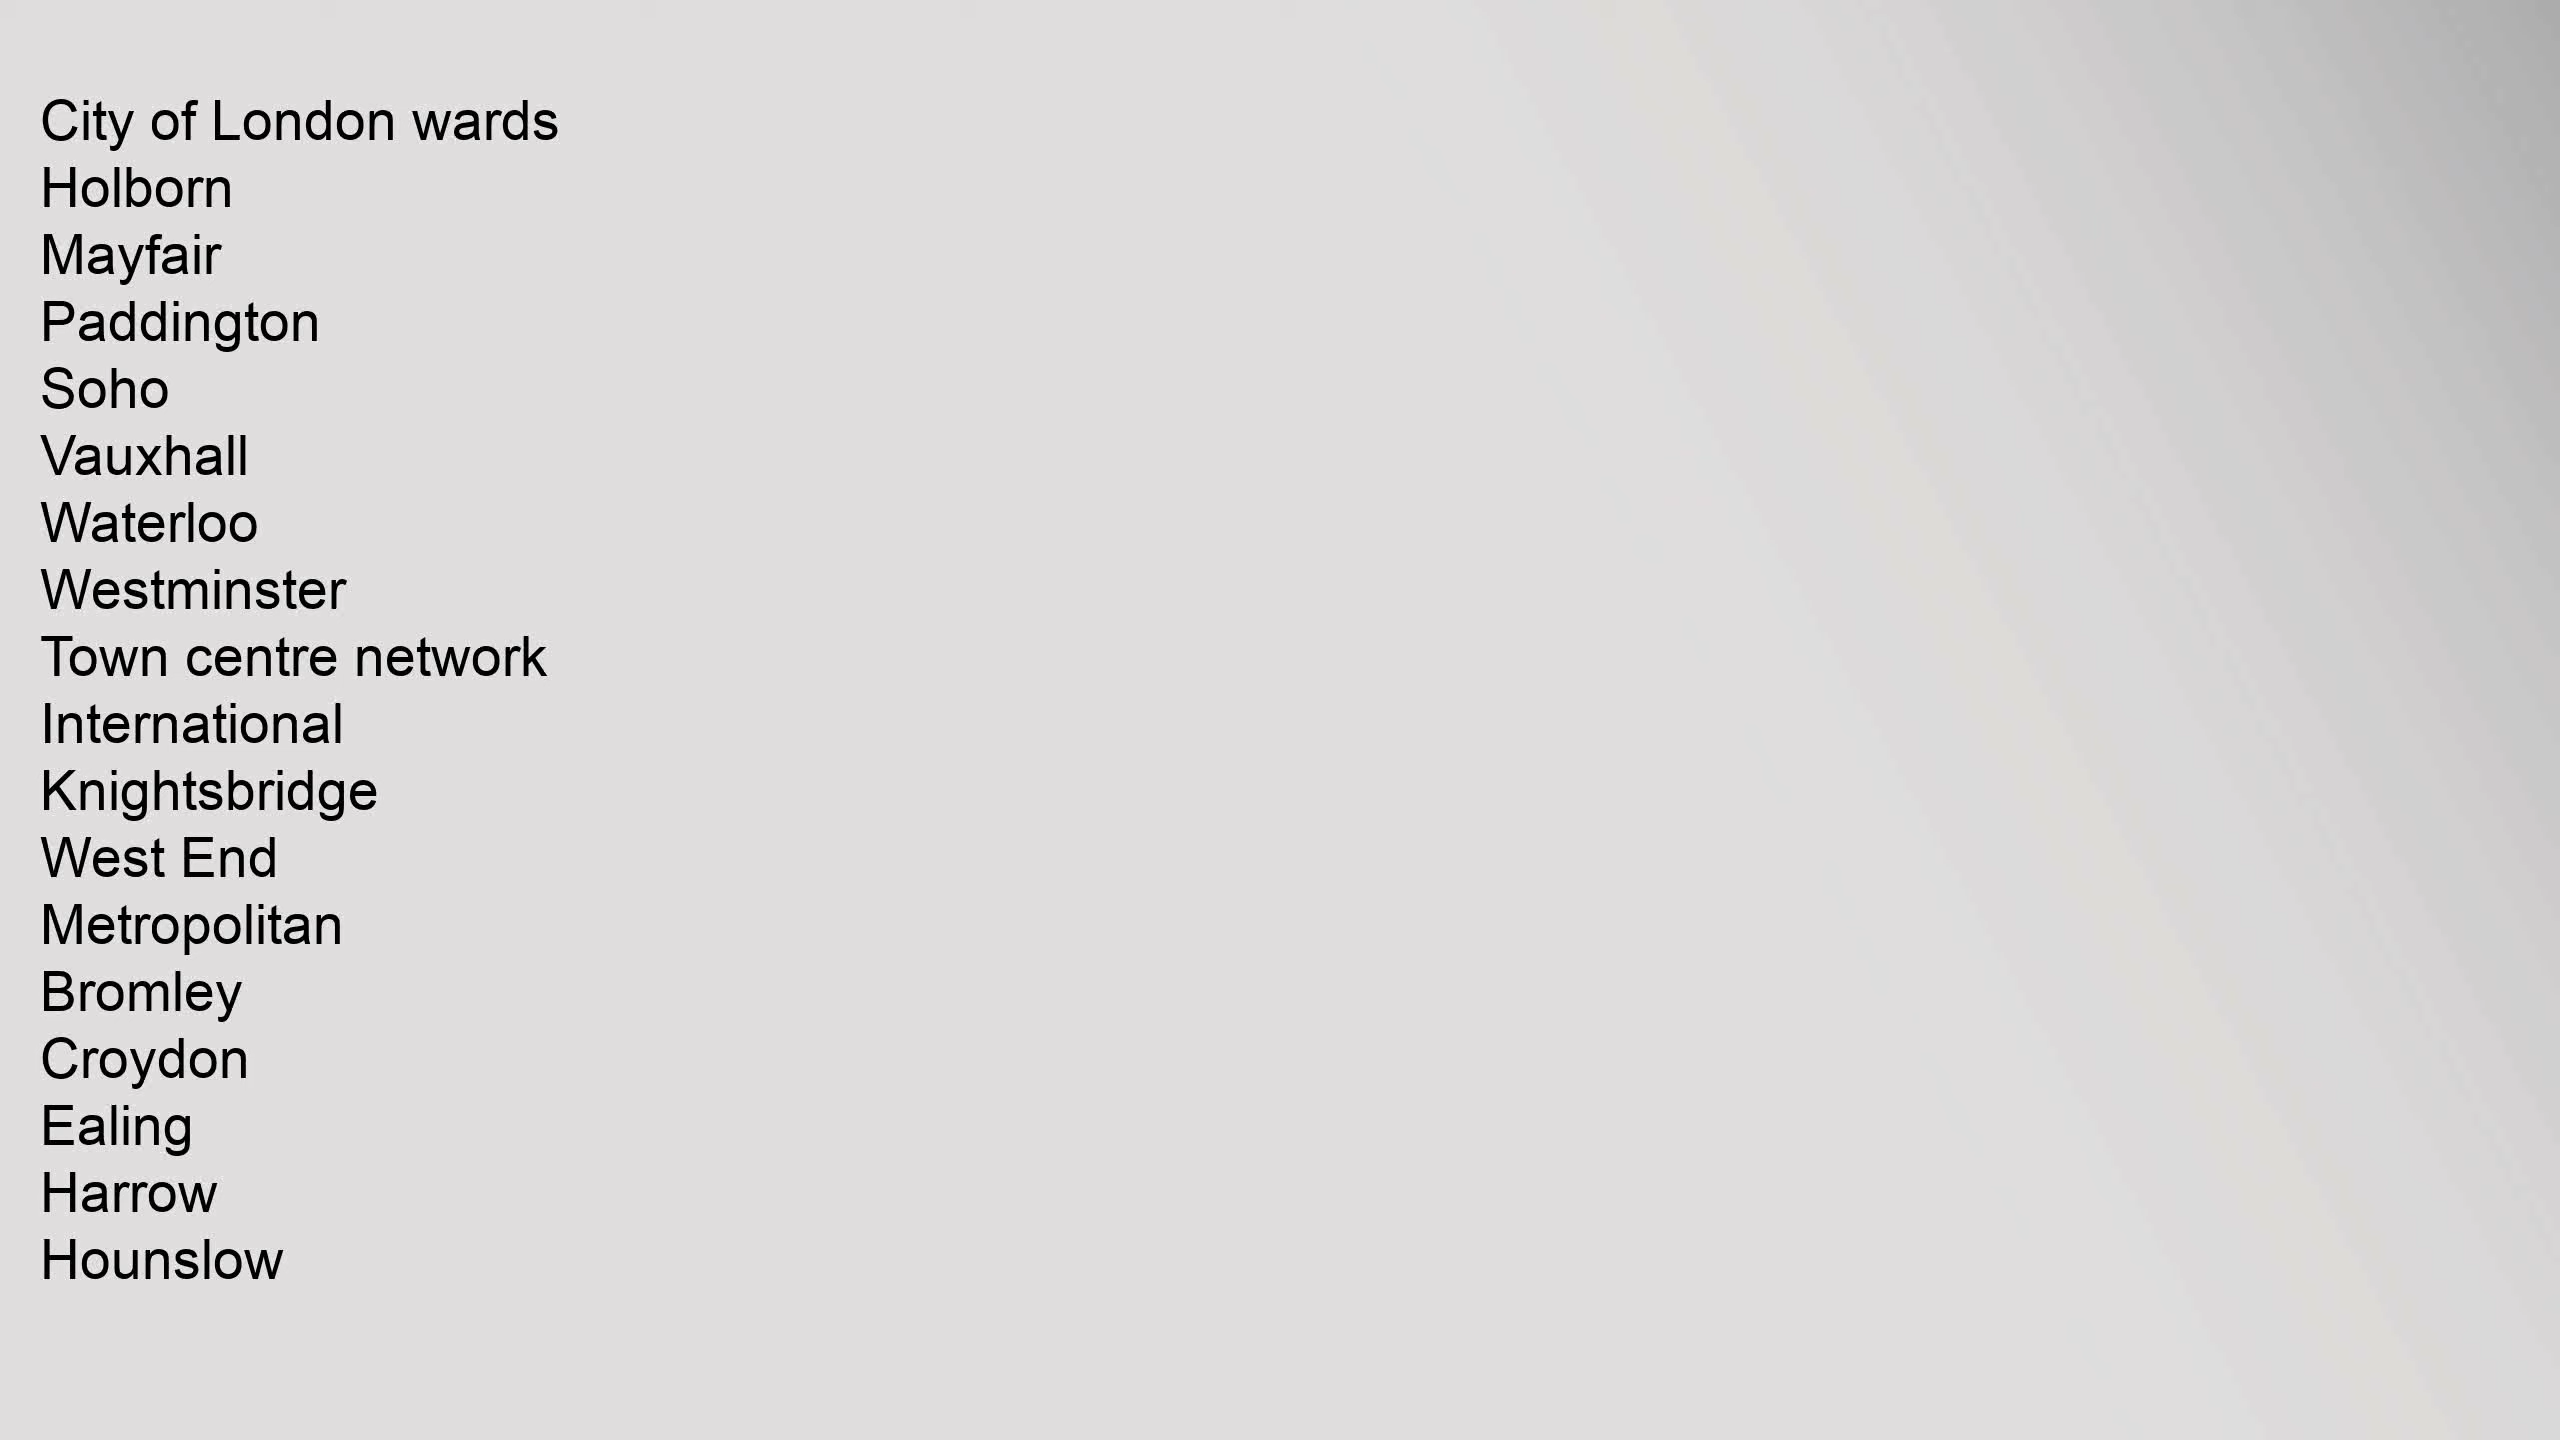 City of London wards
Holborn
Mayfair
Paddington
Soho
Vauxhall
Waterloo
Westminster
Town centre network
International
Knightsbridge
West End
Metropolitan
Bromley
Croydon
Ealing
Harrow
Hounslow